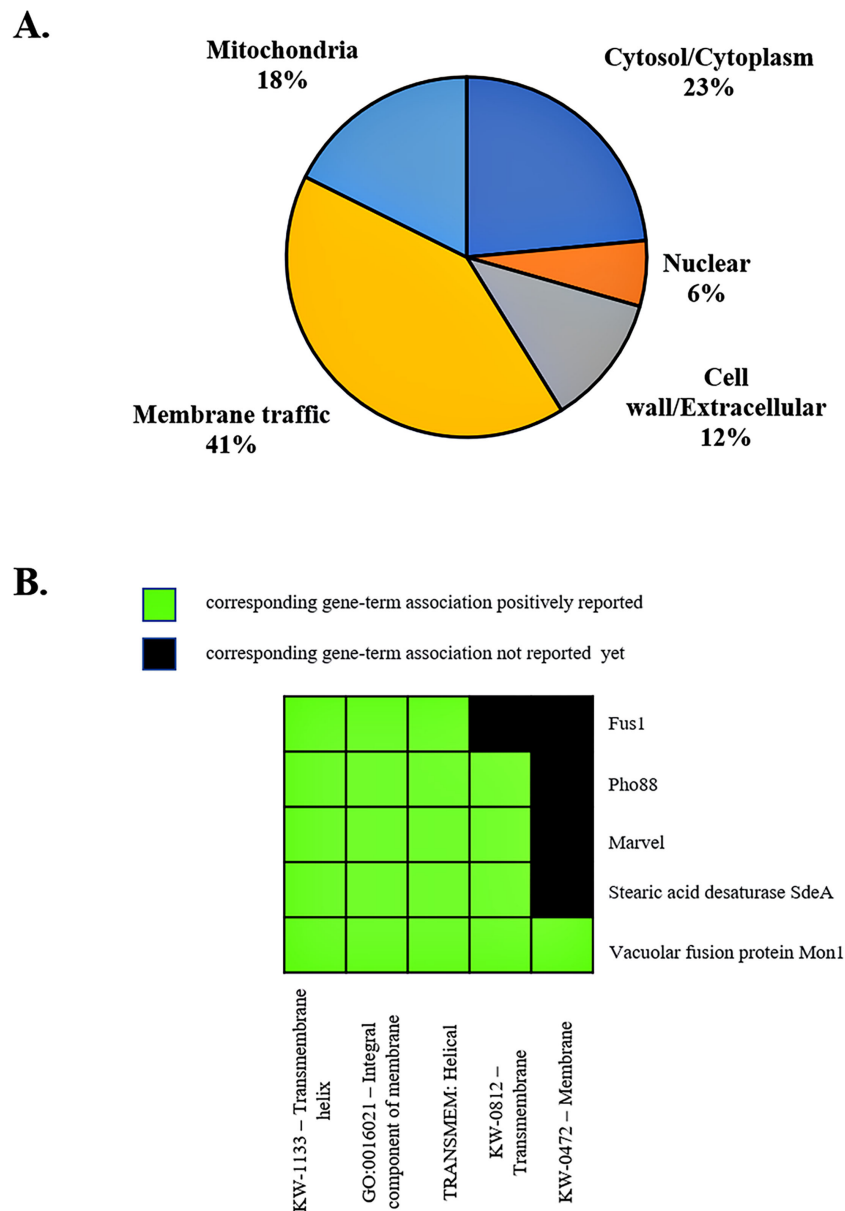 A.
Mitochondria
18%
Cytosol/Cytoplasm
23%
Nuclear
6%
Cell
wall/Extracellular
12%
Membrane traffic
41%
B.
corresponding gene-term association positively reported
corresponding gene-term association not reported yet
Fus1
Pho88
Marvel
Stearic acid desaturase SdeA
Vacuolar fusion protein Mon1
KW-1133 – Transmembrane
helix
GO:0016021 – Integral
component of membrane
TRANSMEM: Helical
KW-0812 –
Transmembrane
KW-0472 – Membrane